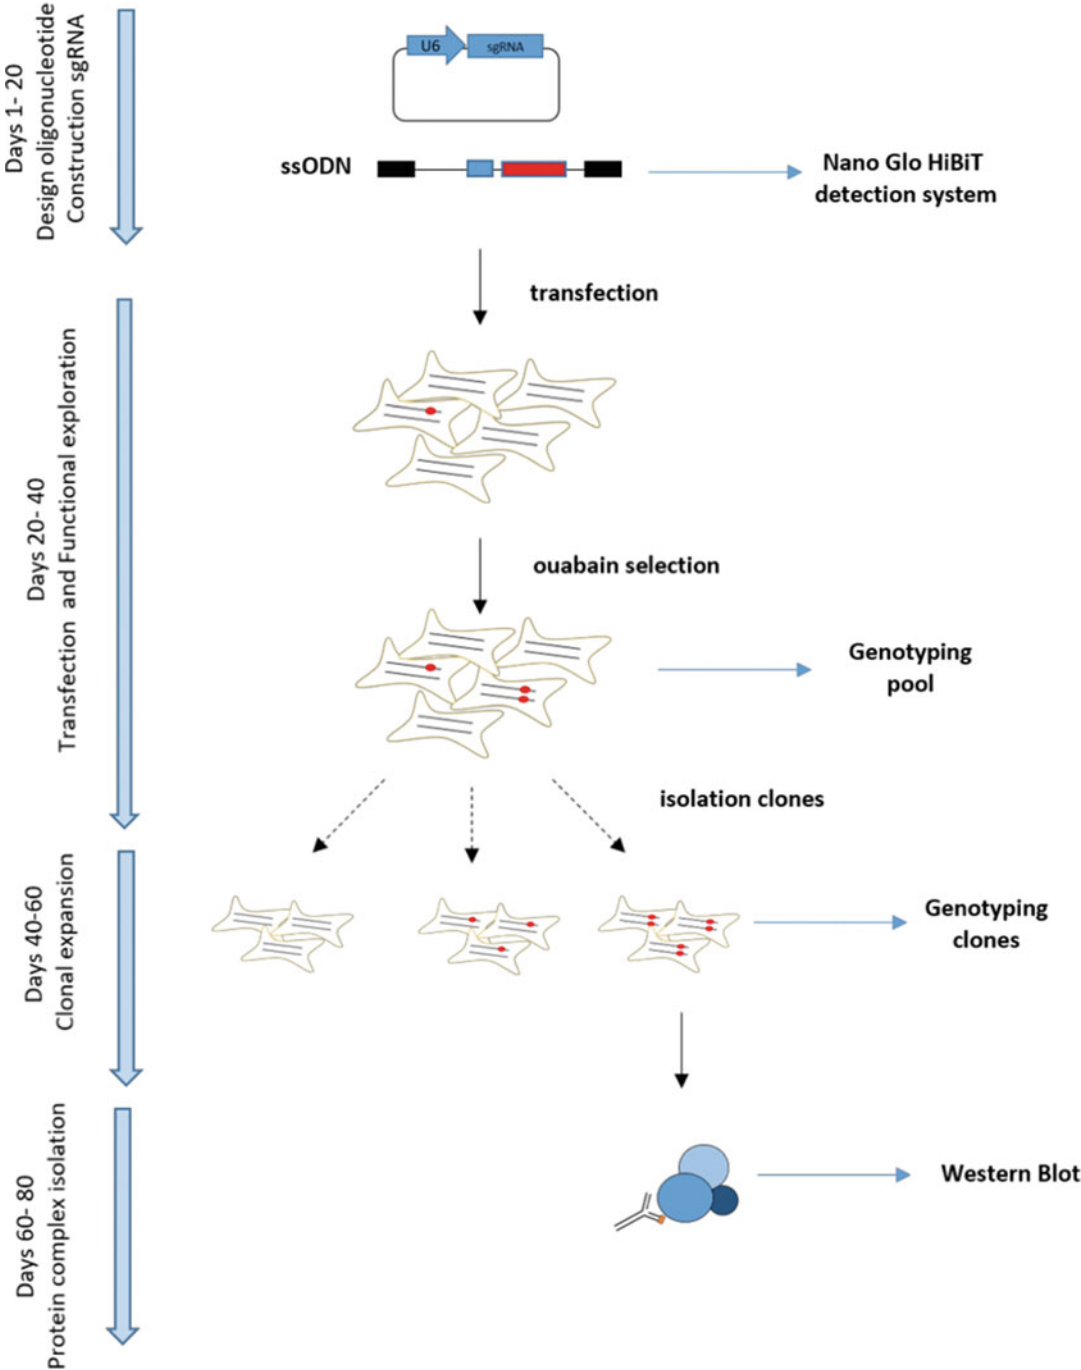 Days 1- 20
Design oligonucleotide
Construction sgRNA
U6
sgRNA
ssODN
Nano Glo HiBiT
detection system
transfection
Days 20- 40
Transfection and Functional exploration
ouabain selection
Genotyping
pool
isolation clones
Days 40-60
Clonal expansion
Genotyping
clones
Days 60- 80
Protein complex isolation
Western Blot